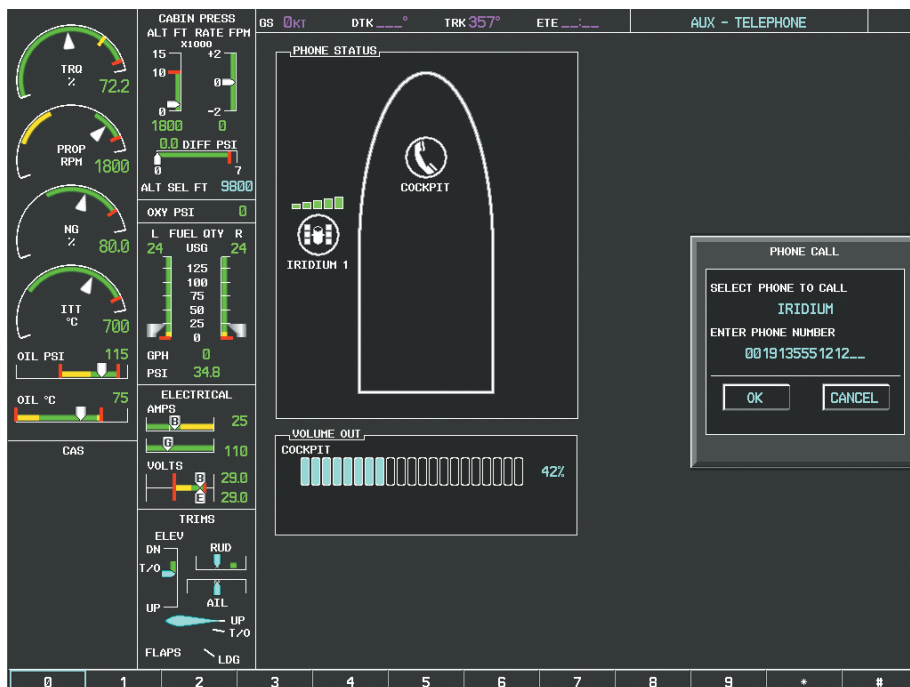 GS 0KT DTK ___° TRK 357° ETE __:__ AUX - TELEPHONE
TRQ
%
72.2
PROP
RPM
1800
NG
%
80.0
ITT
°C
700
OIL PSI 115
OIL °C 75
CAS
CABIN PRESS
ALT FT RATE FPM
X1000
15 +2
10 0
0 -2
1800 0
0.0 DIFF PSI
0 7
ALT SEL FT 9800
OXY PSI 0
L FUEL QTY R
24 USG 24
125
100
75
50
25
0
GPH 0
PSI 34.8
ELECTRICAL
AMPS
B 25
G 110
VOLTS
B 29.0
E 29.0
TRIMS
ELEV
DN RUD
T/O
UP AIL
UP
T/O
FLAPS LDG
PHONE STATUS
COCKPIT
IRIDIUM 1
VOLUME OUT
COCKPIT
42%
PHONE CALL
SELECT PHONE TO CALL
IRIDIUM
ENTER PHONE NUMBER
0019135551212__
OK CANCEL
0 1 2 3 4 5 6 7 8 9 * #